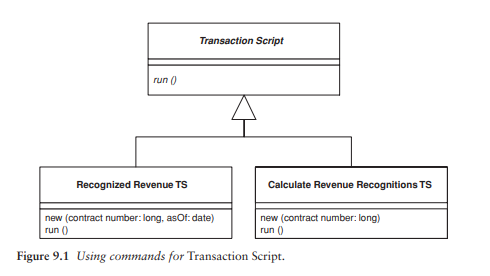 Transaction Script
run ()
Recognized Revenue TS
new (contract number: long, asOf: date)
run ()
Calculate Revenue Recognitions TS
new (contract number: long)
run ()
Figure 9.1 Using commands for Transaction Script.